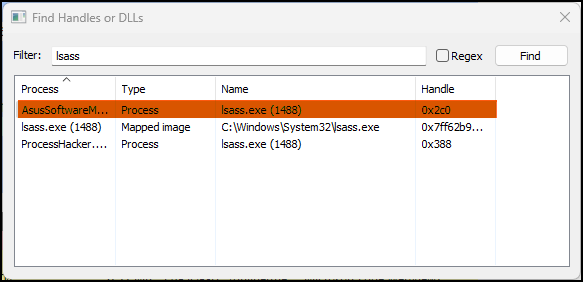 Find Handles or DLLs
Filter: lsass Regex Find
Process Type Name Handle
AsusSoftwareM... Process lsass.exe (1488) 0x2c0
lsass.exe (1488) Mapped image C:\Windows\System32\lsass.exe 0x7ff62b9...
ProcessHacker.... Process lsass.exe (1488) 0x388